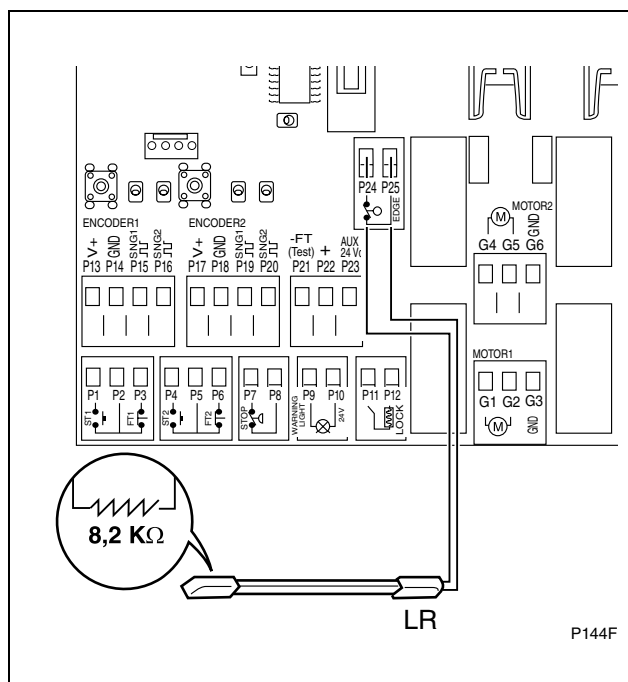 P24 P25
EDGE
MOTOR2
M
G4 G5 GND G6
ENCODER1
V+ GND SNG1 SNG2
P13 P14 P15 P16
ENCODER2
V+ GND SNG1 SNG2
P17 P18 P19 P20
-FT (Test) + AUX 24 V
P21 P22 P23
MOTOR1
G1 G2 G3
M
GND
P1 P2 P3
ST1 FT1
P4 P5 P6
ST2 FT2
P7 P8
STOP
P9 P10
WARNING
LIGHT
24V
P11 P12
LOCK
8,2 KΩ
LR
P144F